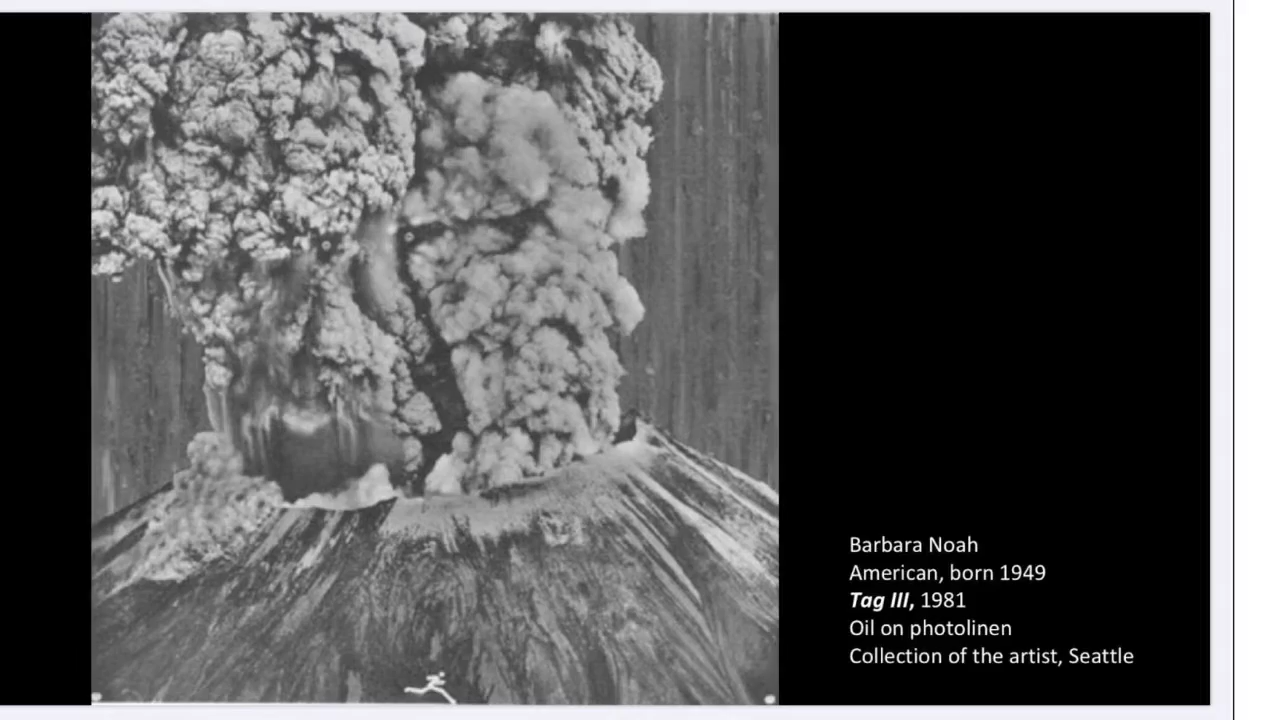 Barbara Noah
American, born 1949
Tag III, 1981
Oil on photolinen
Collection of the artist, Seattle